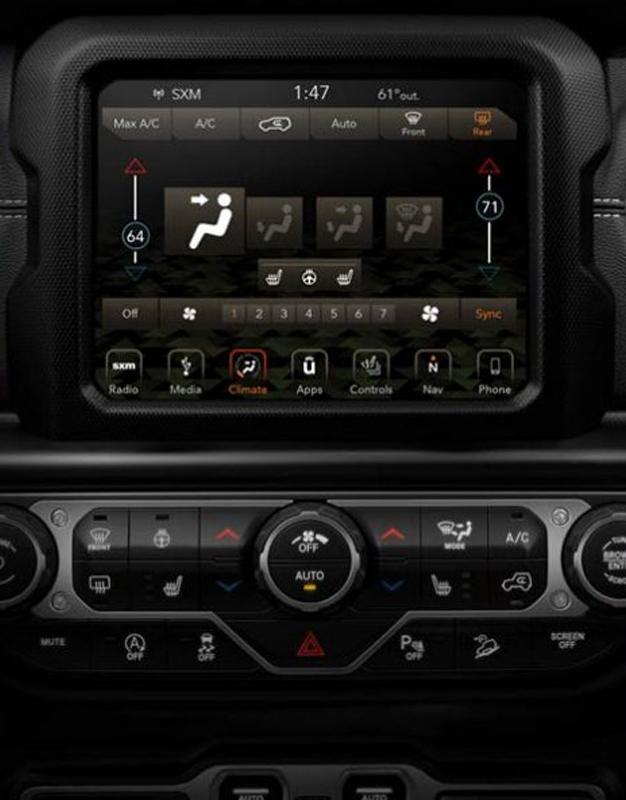 SXM 1:47 61°out.
Max A/C A/C Auto Front Rear
64 71
Off 1 2 3 4 5 6 7 Sync
sxm ū N
Radio Media Climate Apps Controls Nav Phone
FRONT OFF MODE A/C
AUTO
MUTE A OFF OFF P OFF SCREEN OFF
AUTO AUTO